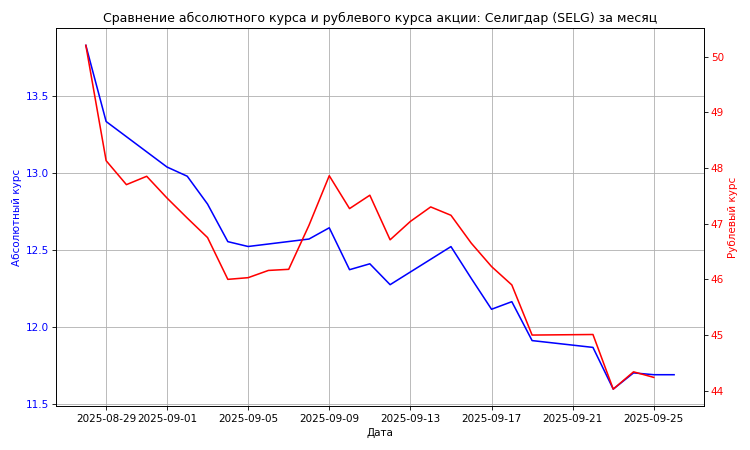 Сравнение абсолютного курса и рублевого курса акции: Селигдар (SELG) за месяц
Абсолютный курс
13.5
13.0
12.5
12.0
11.5
50
49
48
47
46
45
44
Рублевый курс
2025-08-29 2025-09-01 2025-09-05 2025-09-09 2025-09-13 2025-09-17 2025-09-21 2025-09-25
Дата